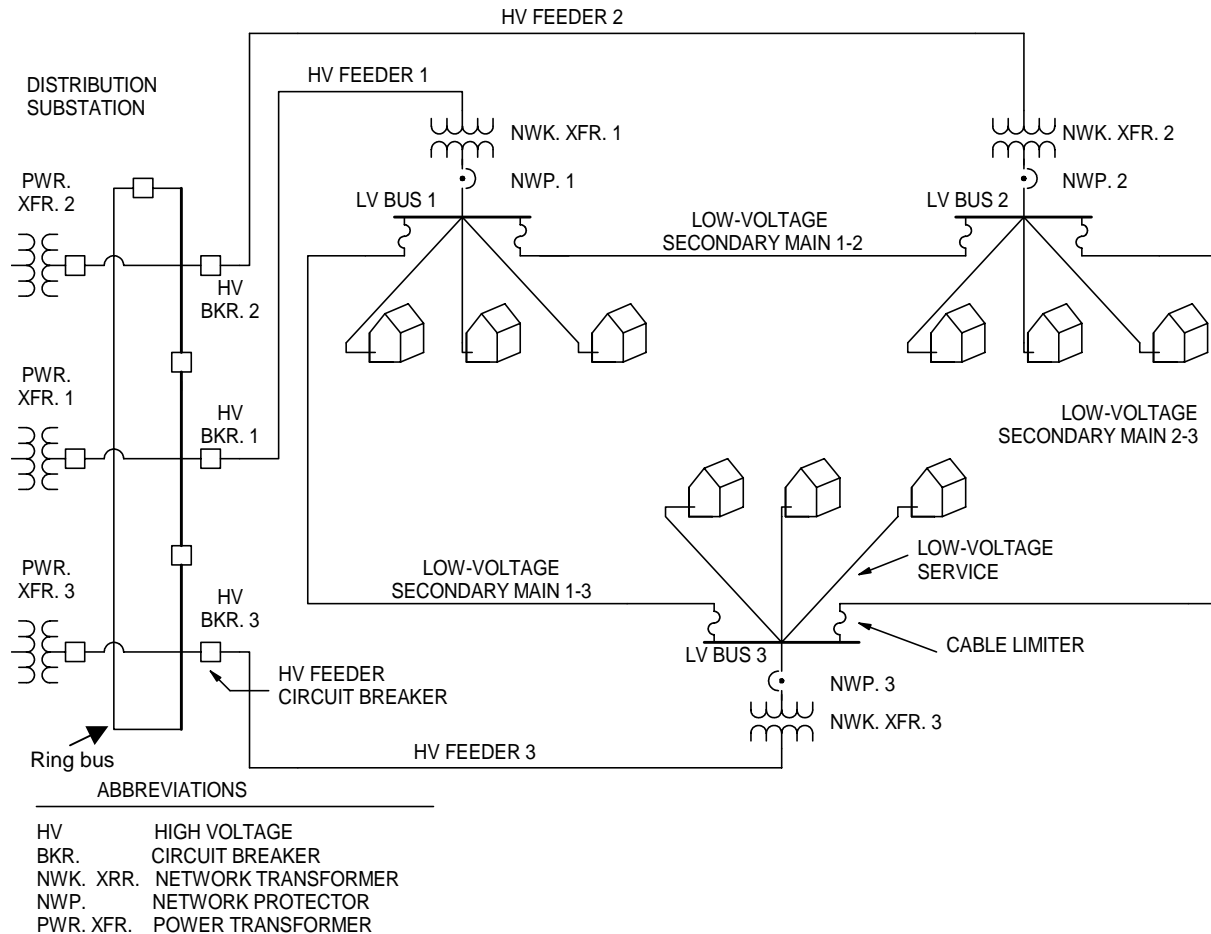 HV FEEDER 2
HV FEEDER 1
DISTRIBUTION
SUBSTATION
NWK. XFR. 1
NWK. XFR. 2
PWR.
XFR. 2
NWP. 1
NWP. 2
LV BUS 1
LV BUS 2
LOW-VOLTAGE
SECONDARY MAIN 1-2
HV
BKR. 2
PWR.
XFR. 1
HV
BKR. 1
LOW-VOLTAGE
SECONDARY MAIN 2-3
PWR.
XFR. 3
HV
BKR. 3
LOW-VOLTAGE
SECONDARY MAIN 1-3
LOW-VOLTAGE
SERVICE
CABLE LIMITER
LV BUS 3
HV FEEDER
CIRCUIT BREAKER
NWP. 3
NWK. XFR. 3
HV FEEDER 3
Ring bus
ABBREVIATIONS
HV HIGH VOLTAGE
BKR. CIRCUIT BREAKER
NWK. XRR. NETWORK TRANSFORMER
NWP. NETWORK PROTECTOR
PWR. XFR. POWER TRANSFORMER